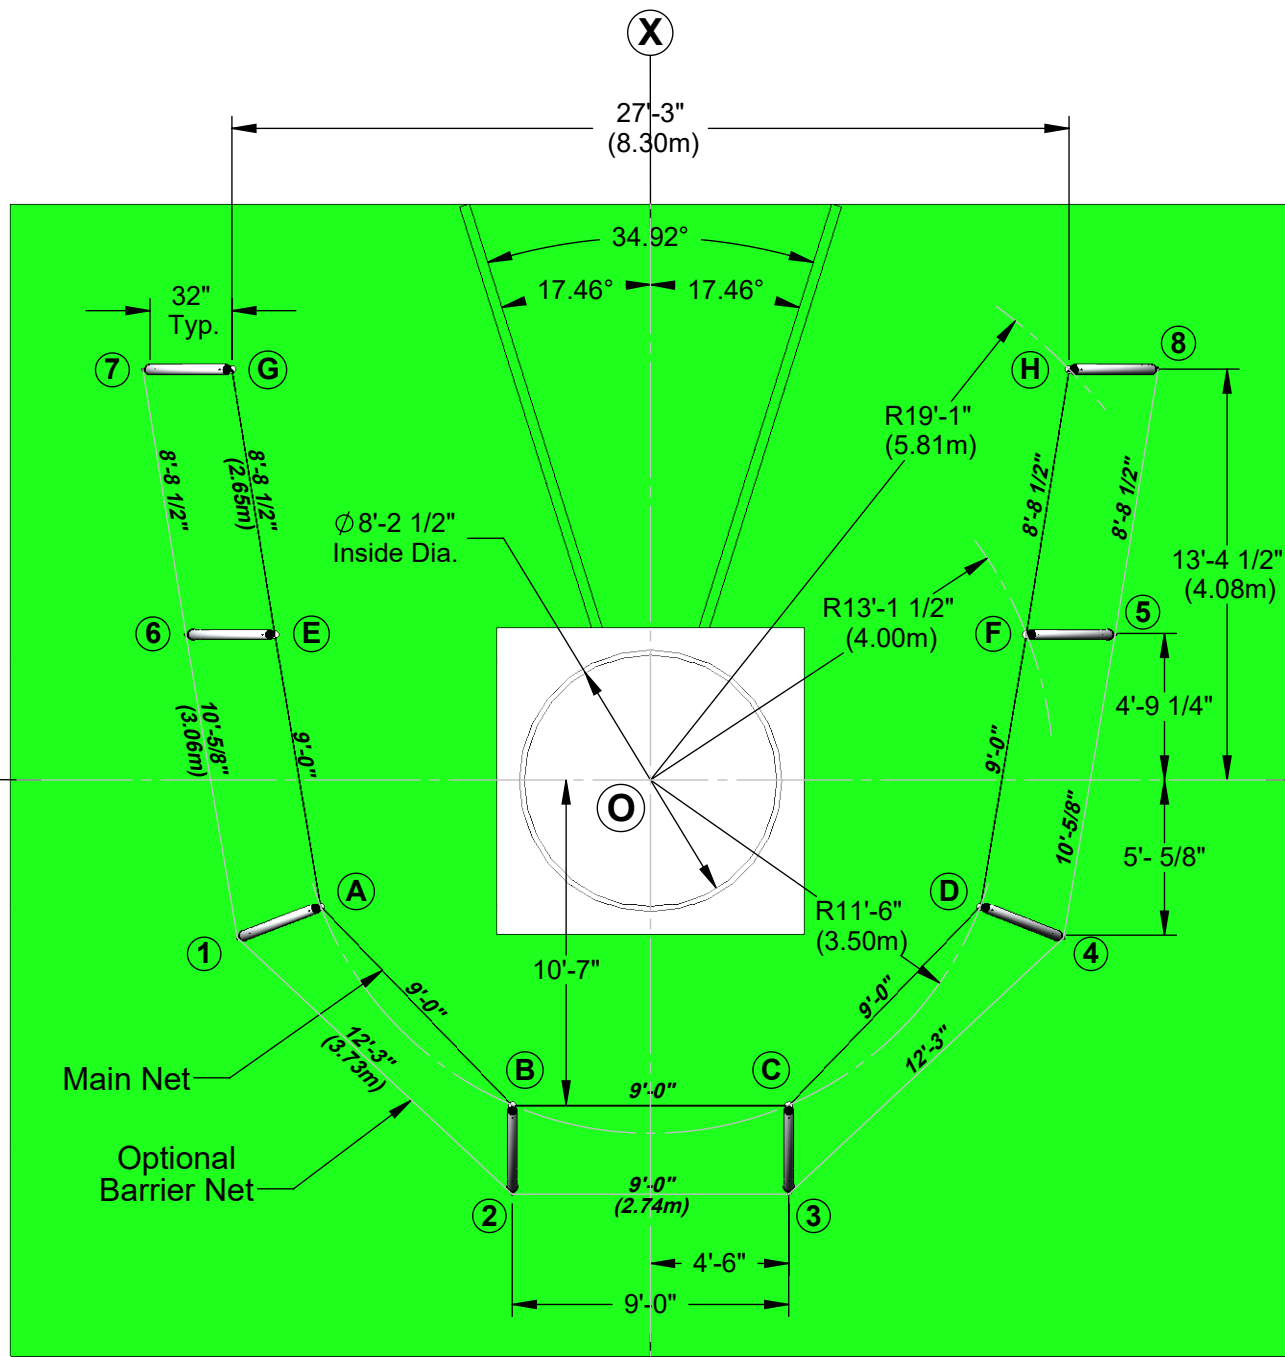 X
27'-3"
(8.30m)
34.92°
17.46°
17.46°
32"
Typ.
7
G
H
8
R19'-1"
(5.81m)
8'-8 1/2"
8'-8 1/2"
(2.65m)
8'-8 1/2"
8'-8 1/2"
Ø 8'-2 1/2"
Inside Dia.
13'-4 1/2"
(4.08m)
R13'-1 1/2"
(4.00m)
6
E
F
5
4'-9 1/4"
10'-5/8"
(3.06m)
9'-0"
9'-0"
10'-5/8"
O
5'- 5/8"
A
D
R11'-6"
(3.50m)
1
4
10'-7"
9'-0"
9'-0"
12'-3"
(3.73m)
12'-3"
Main Net
B
C
9'-0"
Optional
Barrier Net
9'-0"
(2.74m)
2
3
4'-6"
9'-0"